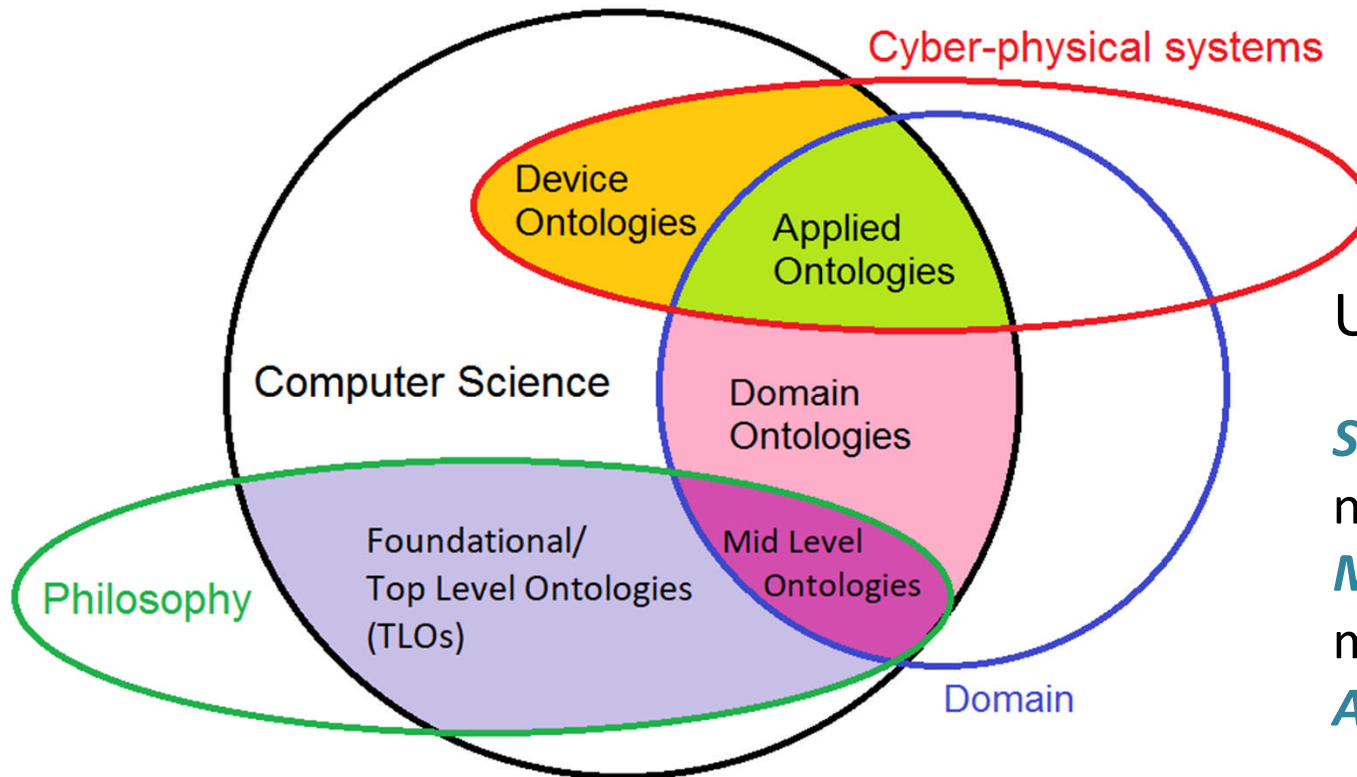 Cyber-physical systems
Device
Ontologies
Applied
Ontologies
Computer Science
Domain
Ontologies
Foundational/
Top Level Ontologies
(TLOs)
Mid Level
Ontologies
Philosophy
Domain
U
S
n
N
m
A